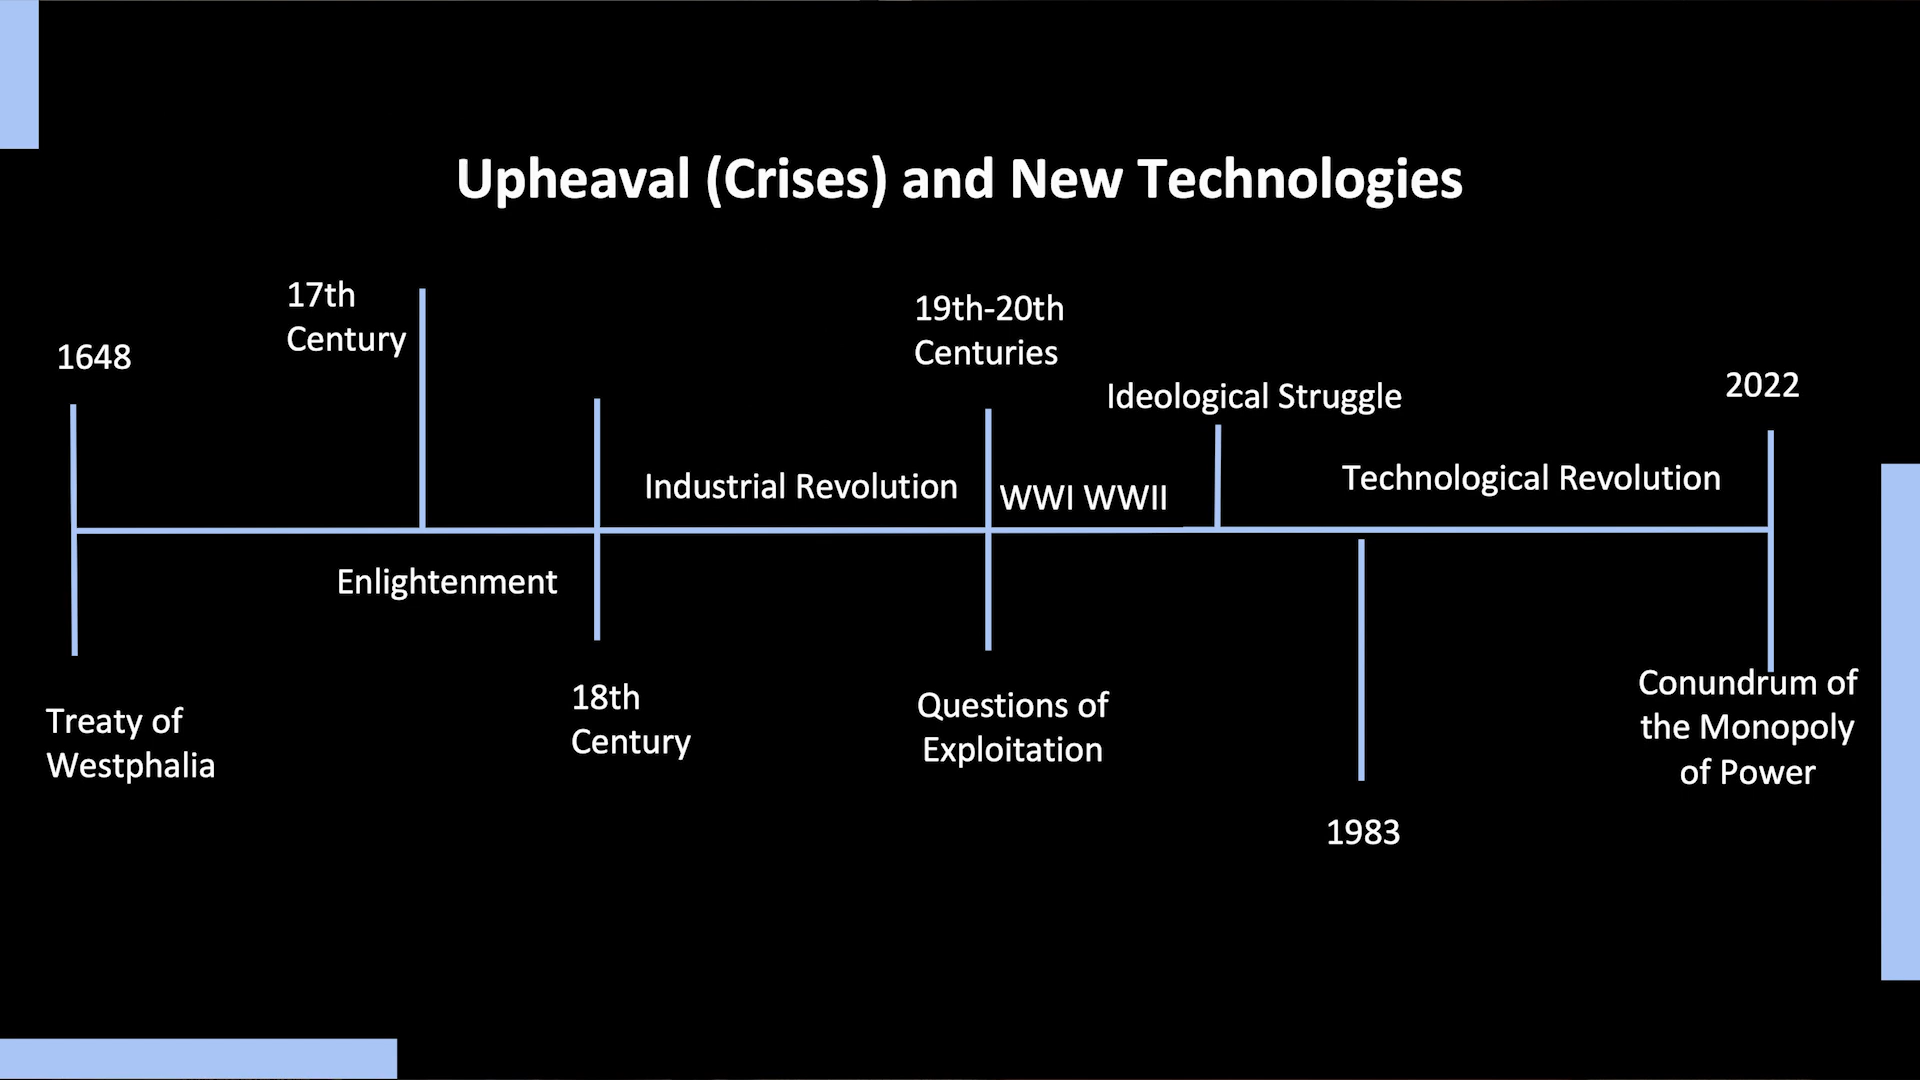 Upheaval (Crises) and New Technologies
1648
17th
Century
19th-20th
Centuries
Ideological Struggle
2022
Industrial Revolution
WWI WWII
Technological Revolution
Enlightenment
Treaty of
Westphalia
18th
Century
Questions of
Exploitation
1983
Conundrum of
the Monopoly
of Power